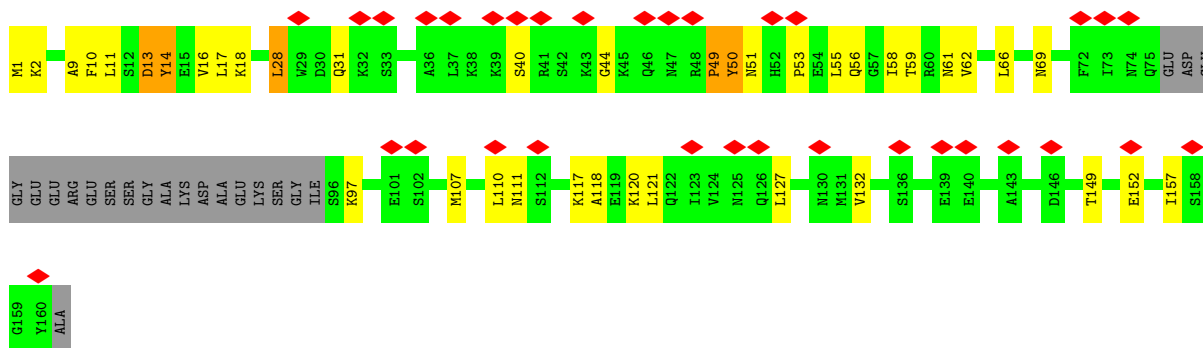 M1 K2 A9 F10 L11 S12 D13 Y14 E15 V16 L17 K18 L28 W29 D30 Q31 K32 S33 A36 L37 K38 K39 S40 R41 S42 K43 G44 K45 Q46 N47 R48 P49 Y50 N51 H52 P53 E54 L55 Q56 G57 I58 T59 R60 N61 V62 L66 N69 F72 I73 N74 Q75 GLU ASP
GLY GLU GLU ARG GLU SER SER GLY ALA LYS ASP ALA GLU LYS SER GLY ILE S96 K97 E101 S102 M107 L110 N111 S112 K117 A118 E119 K120 L121 Q122 I123 V124 N125 Q126 L127 N130 M131 V132 S136 E139 E140 A143 D146 T149 E152 I157 S158
G159 Y160 ALA